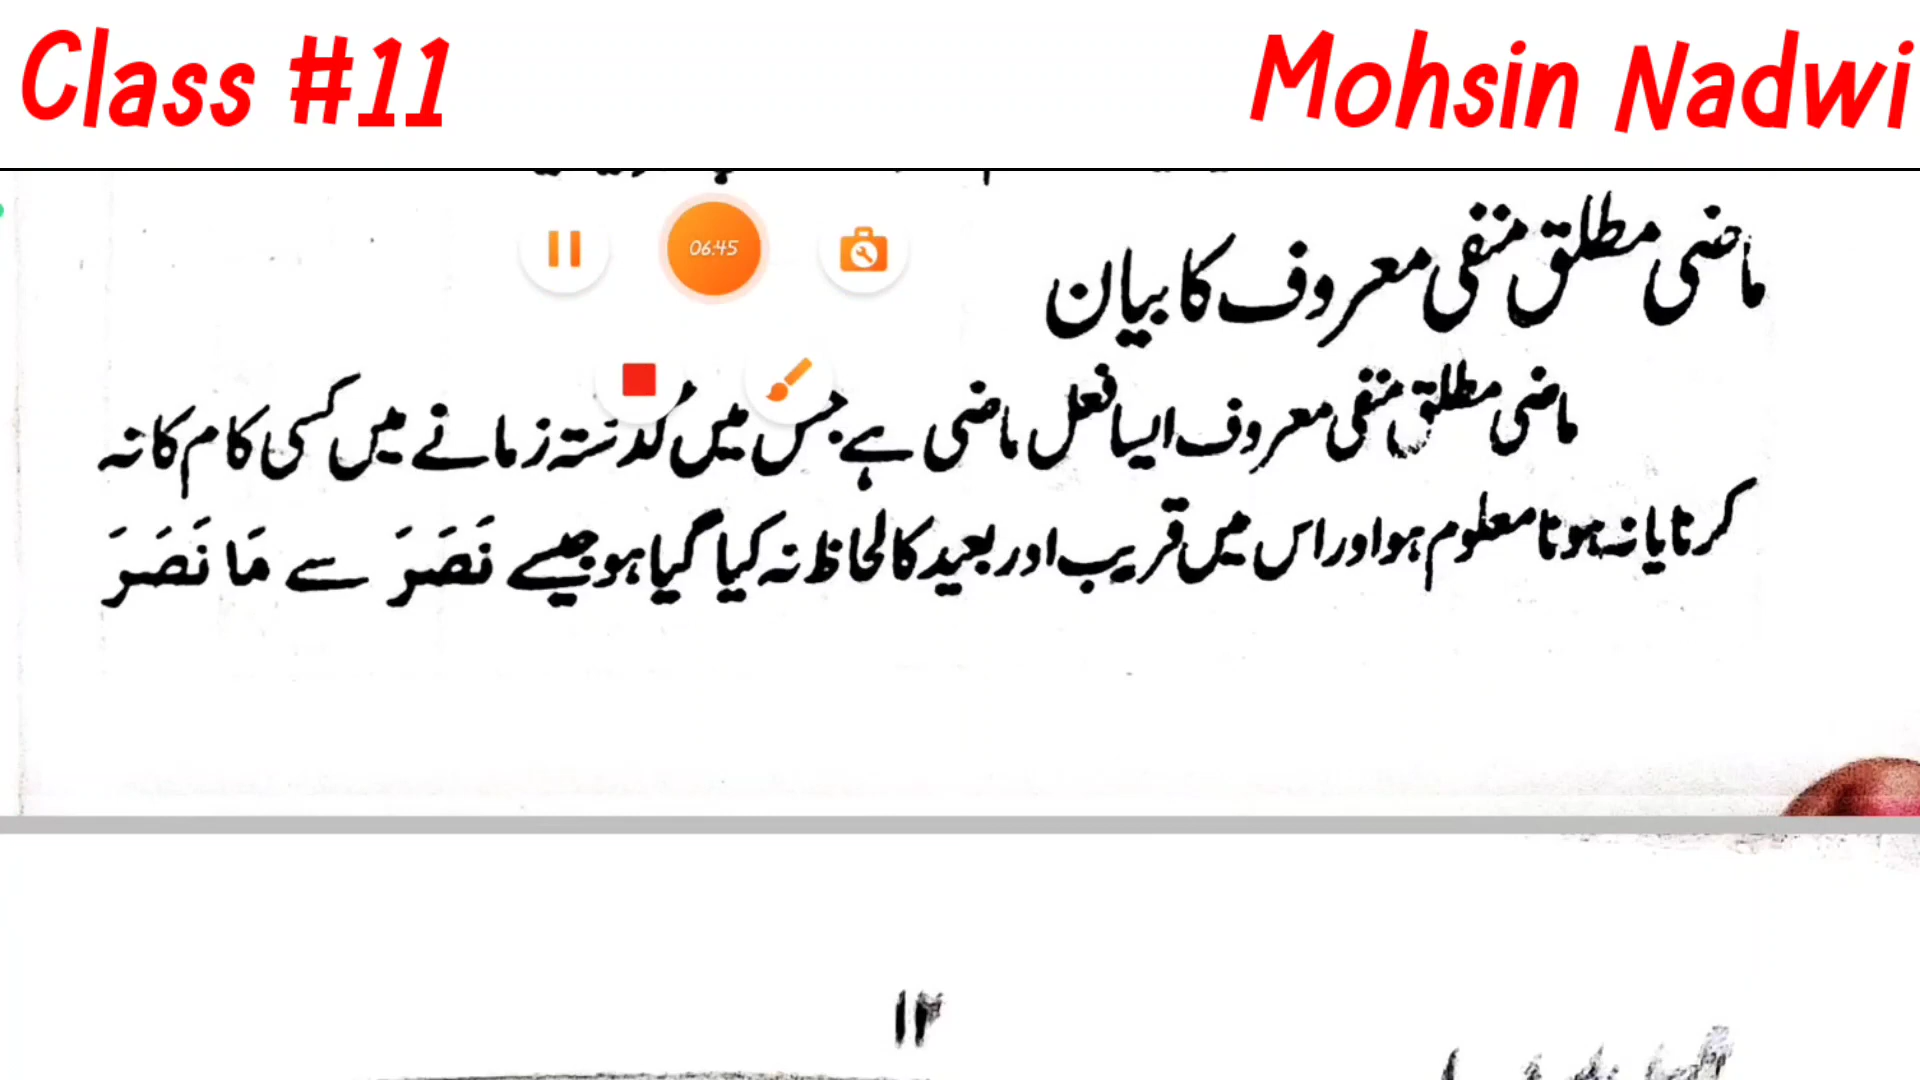 Class #11
Mohsin Nadwi
06:45
ماضی مطلق منفی معروف کا بیان
ماضی مطلق منفی معروف ایسا فعل ماضی ہے جس میں گذشتہ زمانے میں کسی کام کا نہ
کرنا یا نہ ہونا معلوم ہو اور اس میں قریب اور بعید کا لحاظ نہ کیا گیا ہو جیسے نَصَرَ سے مَا نَصَرَ
۱۲